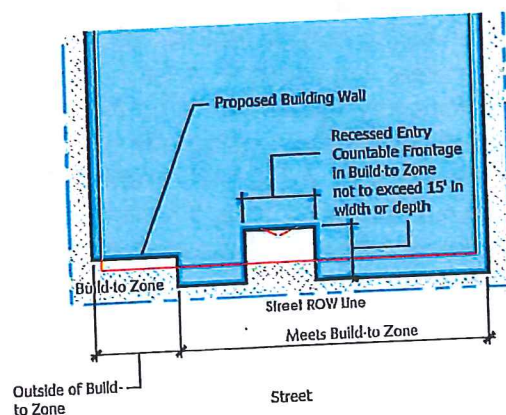 Proposed Building Wall
Recessed Entry
Countable Frontage
in Build-to Zone
not to exceed 15' in
width or depth
Build-to Zone
Street ROW Line
Meets Build-to Zone
Outside of Build-
to Zone
Street